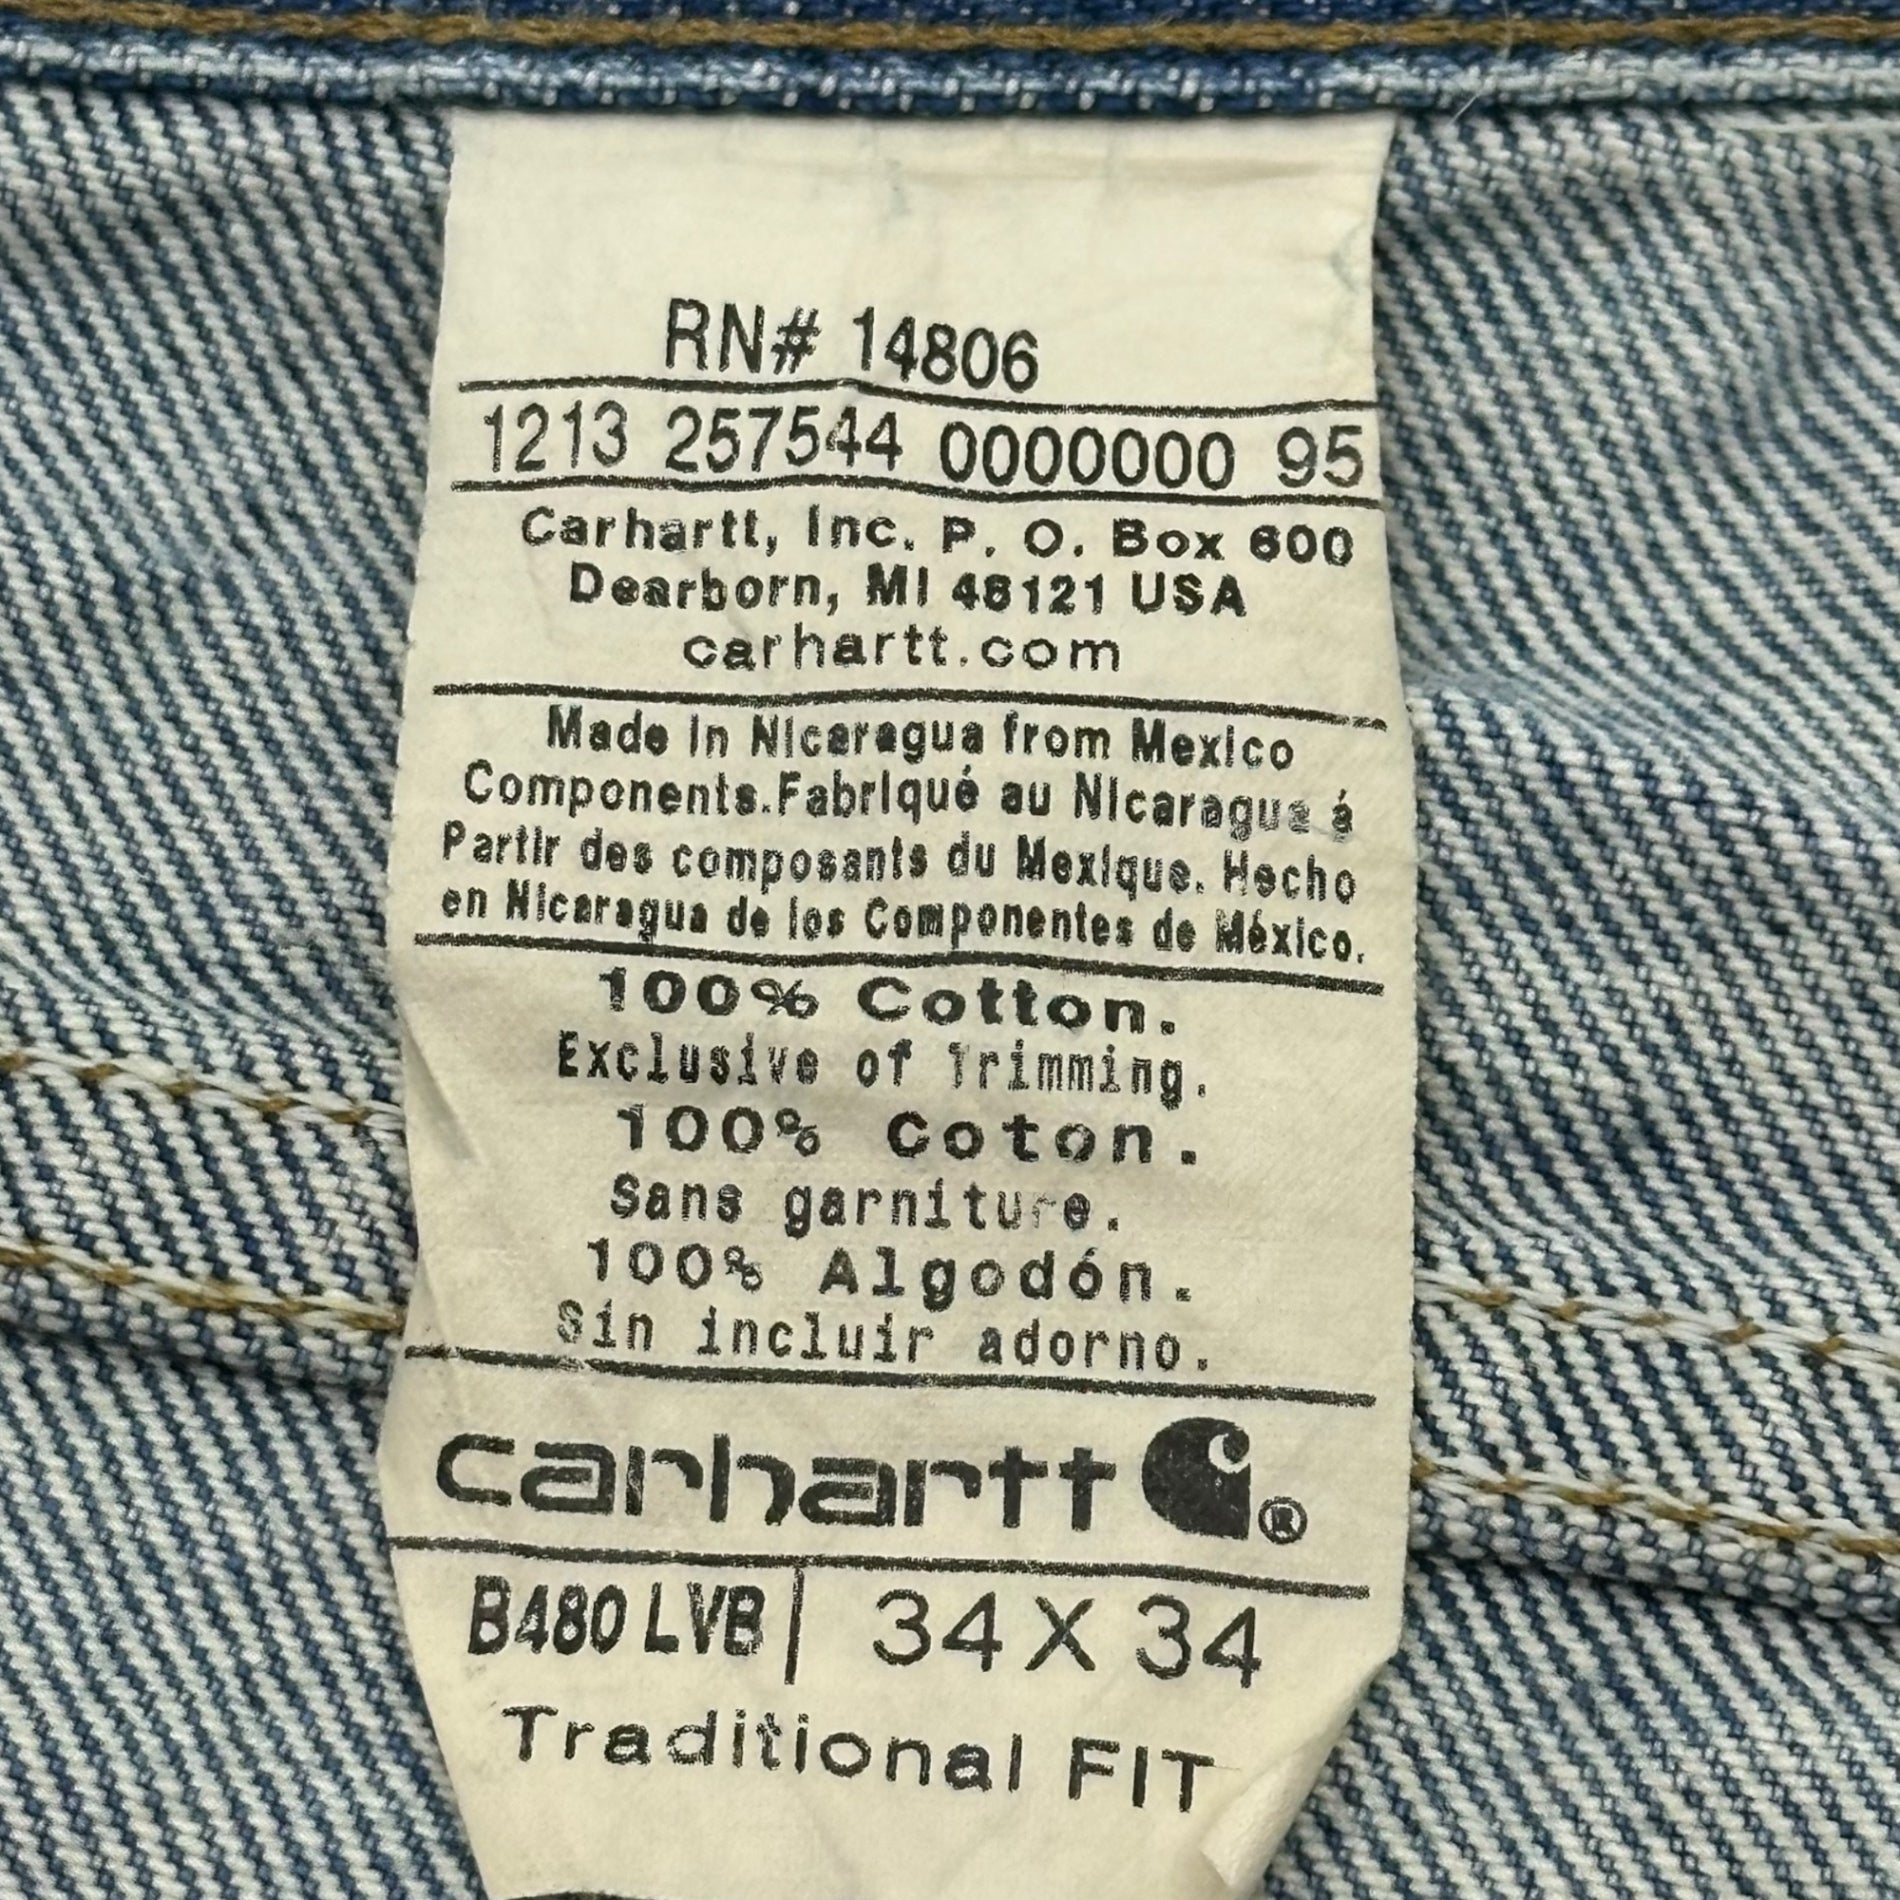 RN# 14806
1213 257544 0000000 95
Carhartt, Inc. P. O. Box 600
Dearborn, MI 48121 USA
carhartt.com
Made in Nicaragua from Mexico
Components.Fabriqué au Nicaragua á
Partir des composants du Mexique. Hecho
en Nicaragua de los Componentes de México.
100% Cotton.
Exclusive of Trimming.
100% Coton.
Sans garniture.
100% Algodón.
Sin incluir adorno.
carhartt ®
B480 LVB | 34 X 34
Traditional FIT